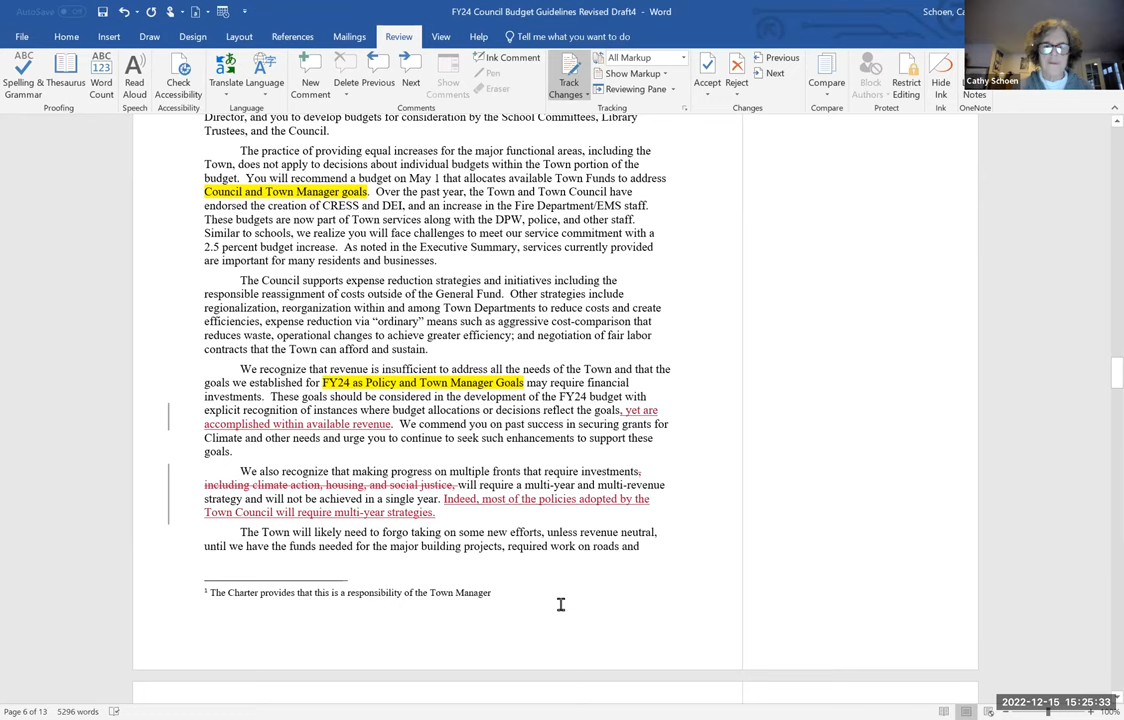 AutoSave Off
FY24 Council Budget Guidelines Revised Draft4 - Word
Schoen, Ca
File Home Insert Draw Design Layout References Mailings Review View Help Tell me what you want to do
Spelling & Grammar Thesaurus Word Count
Proofing
Read Aloud
Speech
Check Accessibility
Accessibility
Translate Language
Language
New Comment Delete Previous Next Show Comments
Ink Comment
Pen
Eraser
Comments
Track Changes
All Markup
Show Markup
Reviewing Pane
Tracking
Accept Reject
Previous
Next
Changes
Compare
Compare
Block Authors Restrict Editing
Protect
Hide Ink
Notes
OneNote
Cathy Schoen
Director, and you to develop budgets for consideration by the School Committees, Library
Trustees, and the Council.
The practice of providing equal increases for the major functional areas, including the
Town, does not apply to decisions about individual budgets within the Town portion of the
budget. You will recommend a budget on May 1 that allocates available Town Funds to address
Council and Town Manager goals. Over the past year, the Town and Town Council have
endorsed the creation of CRESS and DEI, and an increase in the Fire Department/EMS staff.
These budgets are now part of Town services along with the DPW, police, and other staff.
Similar to schools, we realize you will face challenges to meet our service commitment with a
2.5 percent budget increase. As noted in the Executive Summary, services currently provided
are important for many residents and businesses.
The Council supports expense reduction strategies and initiatives including the
responsible reassignment of costs outside of the General Fund. Other strategies include
regionalization, reorganization within and among Town Departments to reduce costs and create
efficiencies, expense reduction via “ordinary” means such as aggressive cost-comparison that
reduces waste, operational changes to achieve greater efficiency; and negotiation of fair labor
contracts that the Town can afford and sustain.
We recognize that revenue is insufficient to address all the needs of the Town and that the
goals we established for FY24 as Policy and Town Manager Goals may require financial
investments. These goals should be considered in the development of the FY24 budget with
explicit recognition of instances where budget allocations or decisions reflect the goals, yet are
accomplished within available revenue. We commend you on past success in securing grants for
Climate and other needs and urge you to continue to seek such enhancements to support these
goals.
We also recognize that making progress on multiple fronts that require investments,
including climate action, housing, and social justice, will require a multi-year and multi-revenue
strategy and will not be achieved in a single year. Indeed, most of the policies adopted by the
Town Council will require multi-year strategies.
The Town will likely need to forgo taking on some new efforts, unless revenue neutral,
until we have the funds needed for the major building projects, required work on roads and
1 The Charter provides that this is a responsibility of the Town Manager
Page 6 of 13 5296 words
2022-12-15 15:25:33
100%